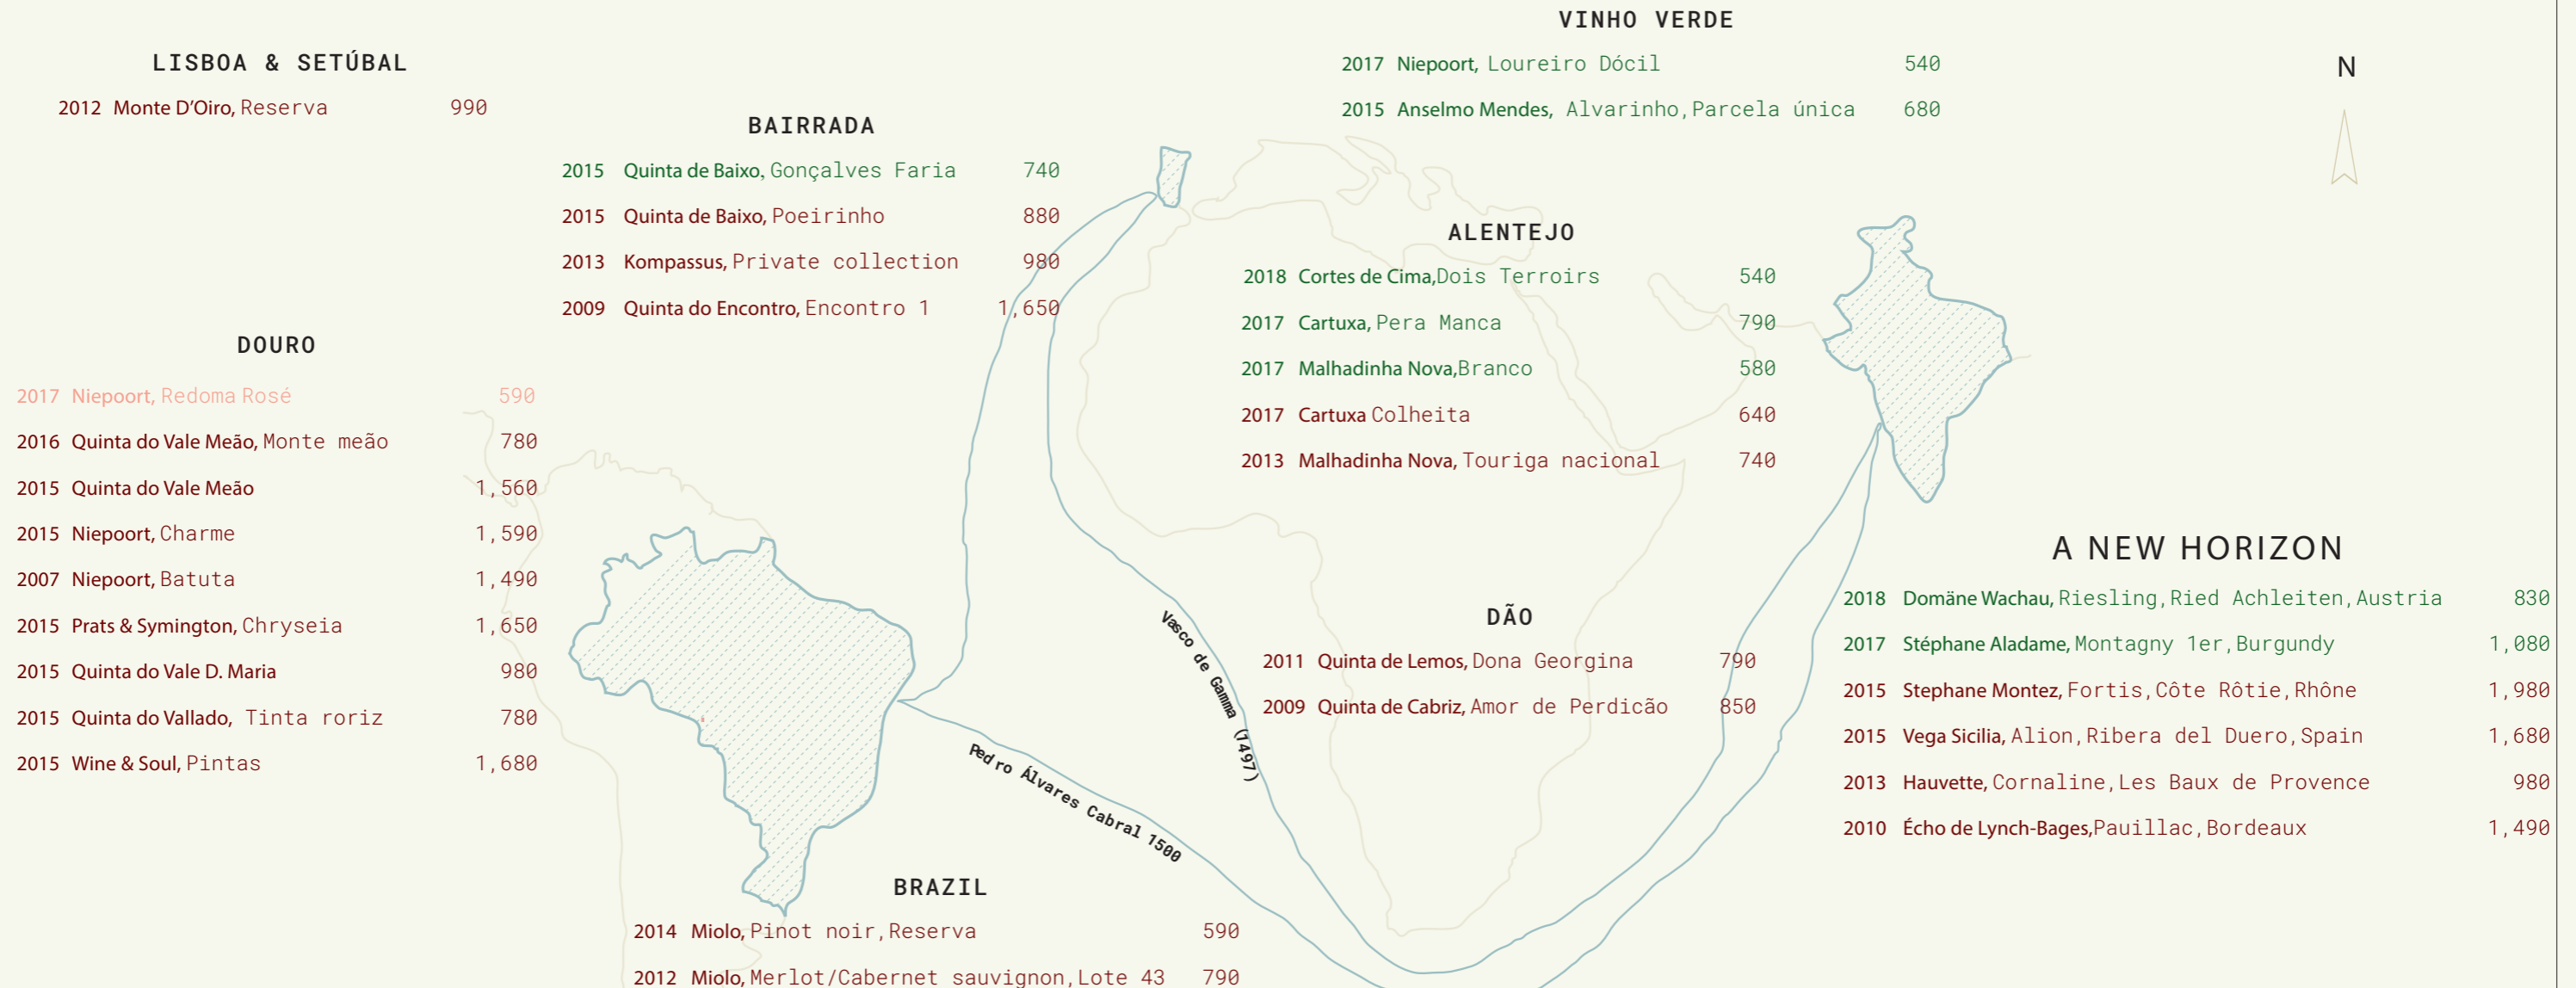 LISBOA & SETÚBAL
2012 Monte D’Oiro, Reserva 990
BAIRRADA
2015 Quinta de Baixo, Gonçalves Faria 740
2015 Quinta de Baixo, Poeirinho 880
2013 Kompassus, Private collection 980
2009 Quinta do Encontro, Encontro 1 1,650
VINHO VERDE
2017 Niepoort, Loureiro Dócil 540
2015 Anselmo Mendes, Alvarinho,Parcela única 680
N
ALENTEJO
2018 Cortes de Cima,Dois Terroirs 540
2017 Cartuxa, Pera Manca 790
2017 Malhadinha Nova,Branco 580
2017 Cartuxa Colheita 640
2013 Malhadinha Nova, Touriga nacional 740
DOURO
2017 Niepoort, Redoma Rosé 590
2016 Quinta do Vale Meão, Monte meão 780
2015 Quinta do Vale Meão 1,560
2015 Niepoort, Charme 1,590
2007 Niepoort, Batuta 1,490
2015 Prats & Symington, Chryseia 1,650
2015 Quinta do Vale D. Maria 980
2015 Quinta do Vallado, Tinta roriz 780
2015 Wine & Soul, Pintas 1,680
Vasco de Gamma (1497)
Pedro Álvares Cabral 1500
DÃO
2011 Quinta de Lemos, Dona Georgina 790
2009 Quinta de Cabriz, Amor de Perdicão 850
A NEW HORIZON
2018 Domäne Wachau, Riesling,Ried Achleiten,Austria 830
2017 Stéphane Aladame, Montagny 1er,Burgundy 1,080
2015 Stephane Montez, Fortis,Côte Rôtie,Rhône 1,980
2015 Vega Sicilia, Alion,Ribera del Duero,Spain 1,680
2013 Hauvette, Cornaline,Les Baux de Provence 980
2010 Écho de Lynch-Bages,Pauillac,Bordeaux 1,490
BRAZIL
2014 Miolo, Pinot noir,Reserva 590
2012 Miolo, Merlot/Cabernet sauvignon,Lote 43 790